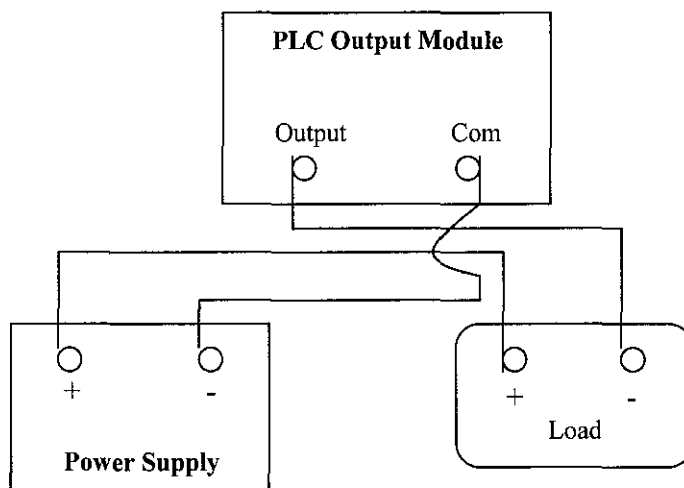 PLC Output Module
Output Com
+ -
Power Supply
+ -
Load